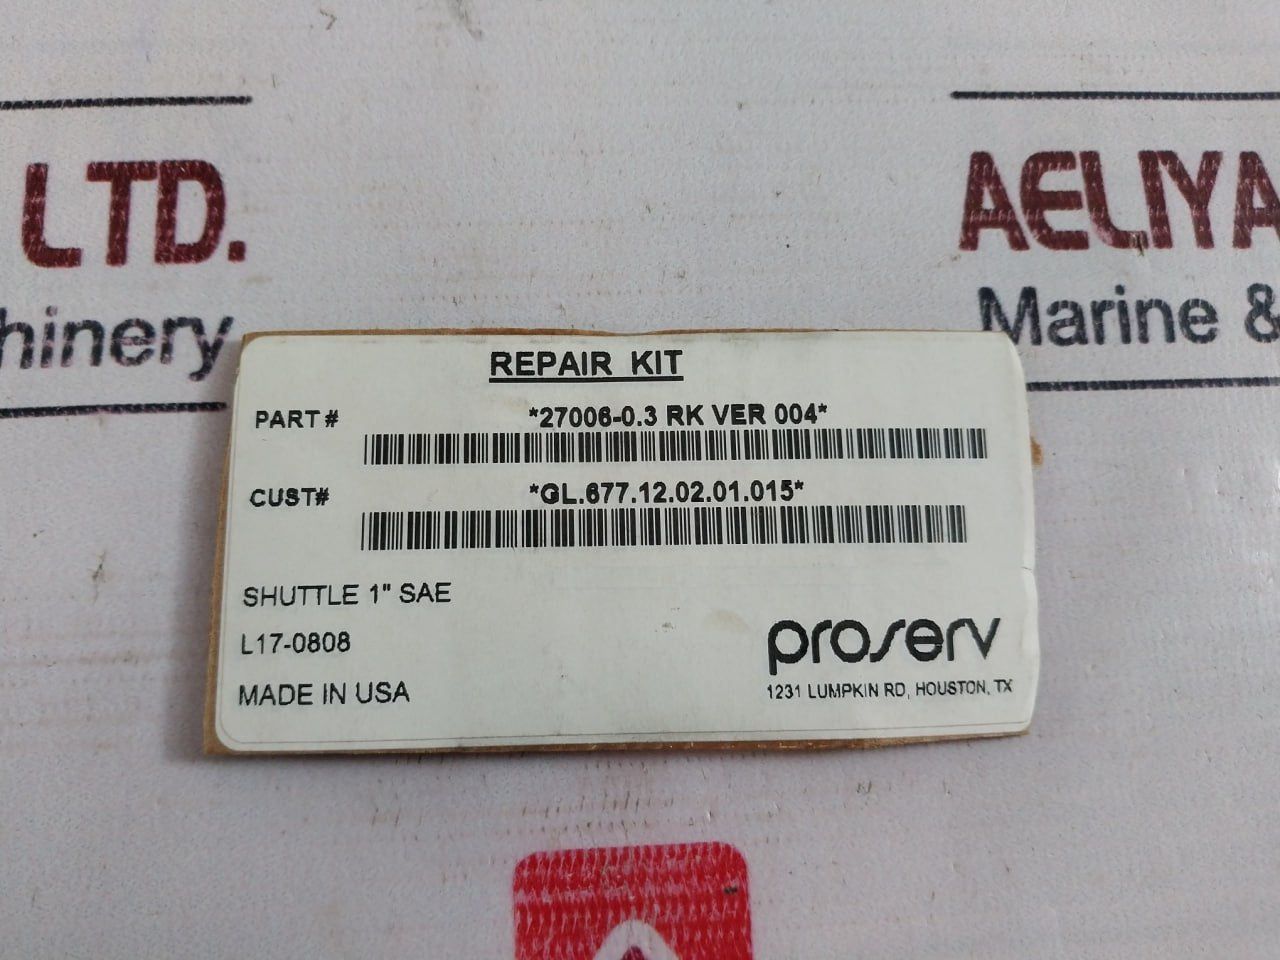 LTD.
hinery
AELIYA
Marine &
REPAIR KIT
PART # *27006-0.3 RK VER 004*
CUST# *GL.677.12.02.01.015*
SHUTTLE 1" SAE
L17-0808
MADE IN USA
proserv
1231 LUMPKIN RD, HOUSTON, TX